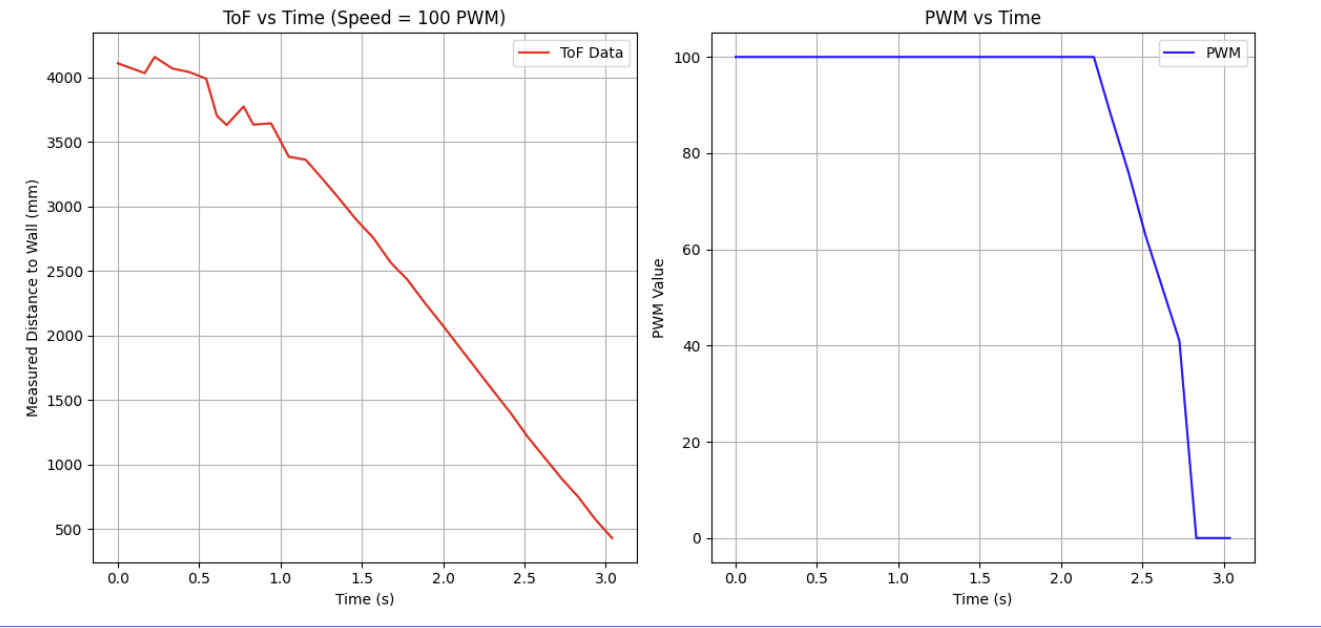 ToF vs Time (Speed = 100 PWM)
ToF Data
Measured Distance to Wall (mm)
4000
3500
3000
2500
2000
1500
1000
500
0.0 0.5 1.0 1.5 2.0 2.5 3.0
Time (s)
PWM vs Time
PWM
PWM Value
100
80
60
40
20
0
0.0 0.5 1.0 1.5 2.0 2.5 3.0
Time (s)